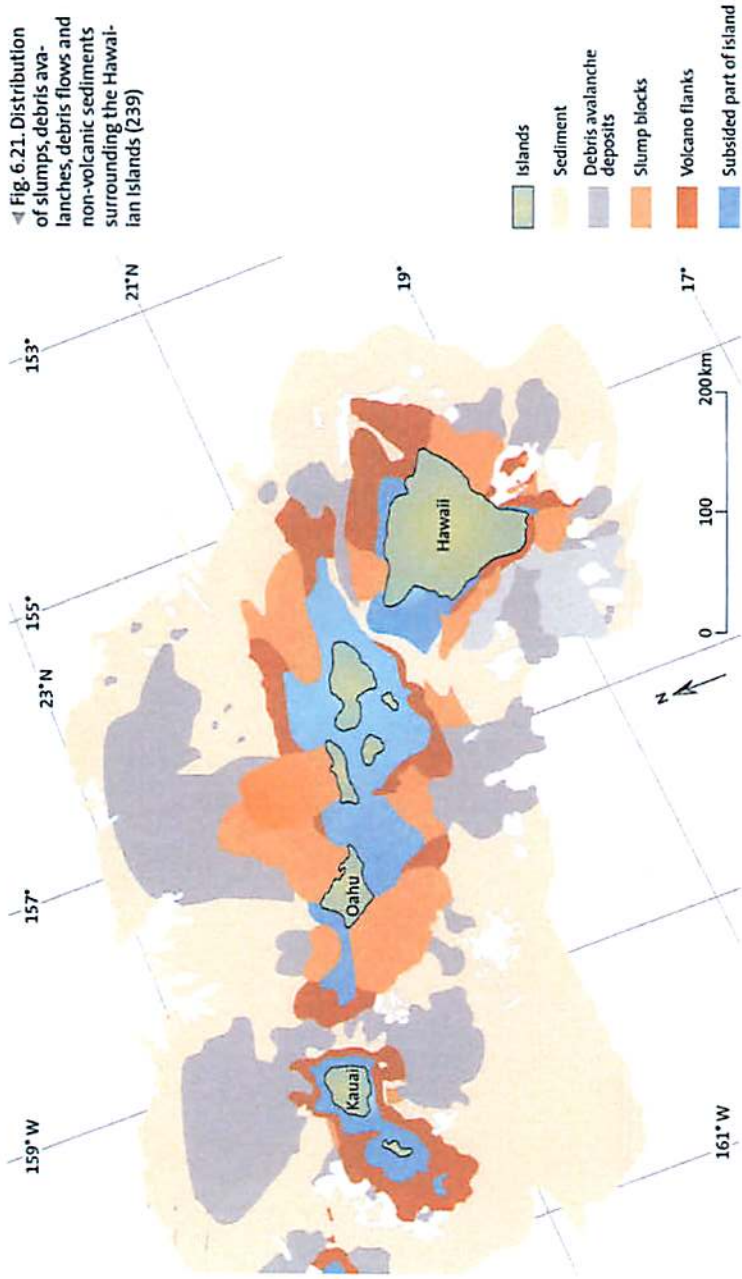 ◄ Fig. 6.21. Distribution
of slumps, debris ava-
lanches, debris flows and
non-volcanic sediments
surrounding the Hawai-
ian Islands (239)
159°W
157°
23°N
155°
153°
21°N
19°
17°
161°W
Kauai
Oahu
Hawaii
N
0 100 200 km
Islands
Sediment
Debris avalanche
deposits
Slump blocks
Volcano flanks
Subsided part of island